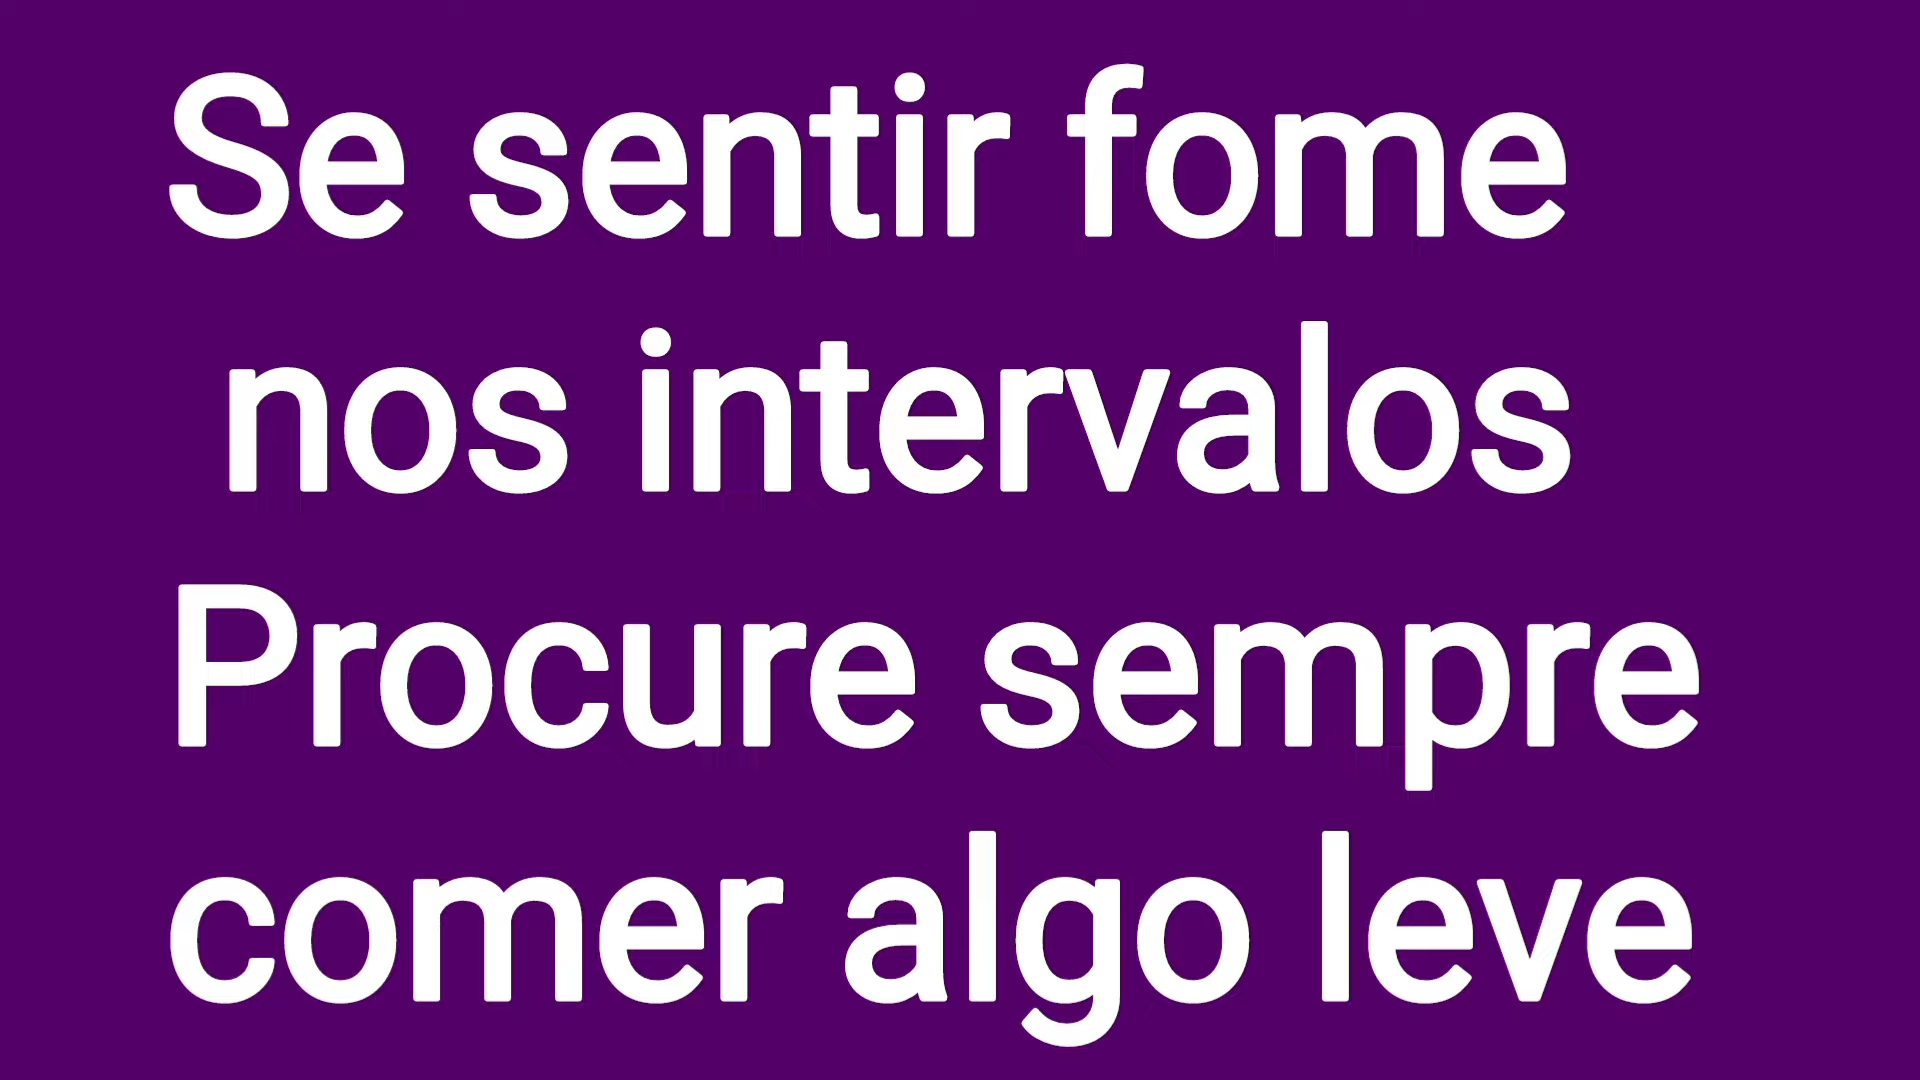 Se sentir fome
nos intervalos
Procure sempre
comer algo leve